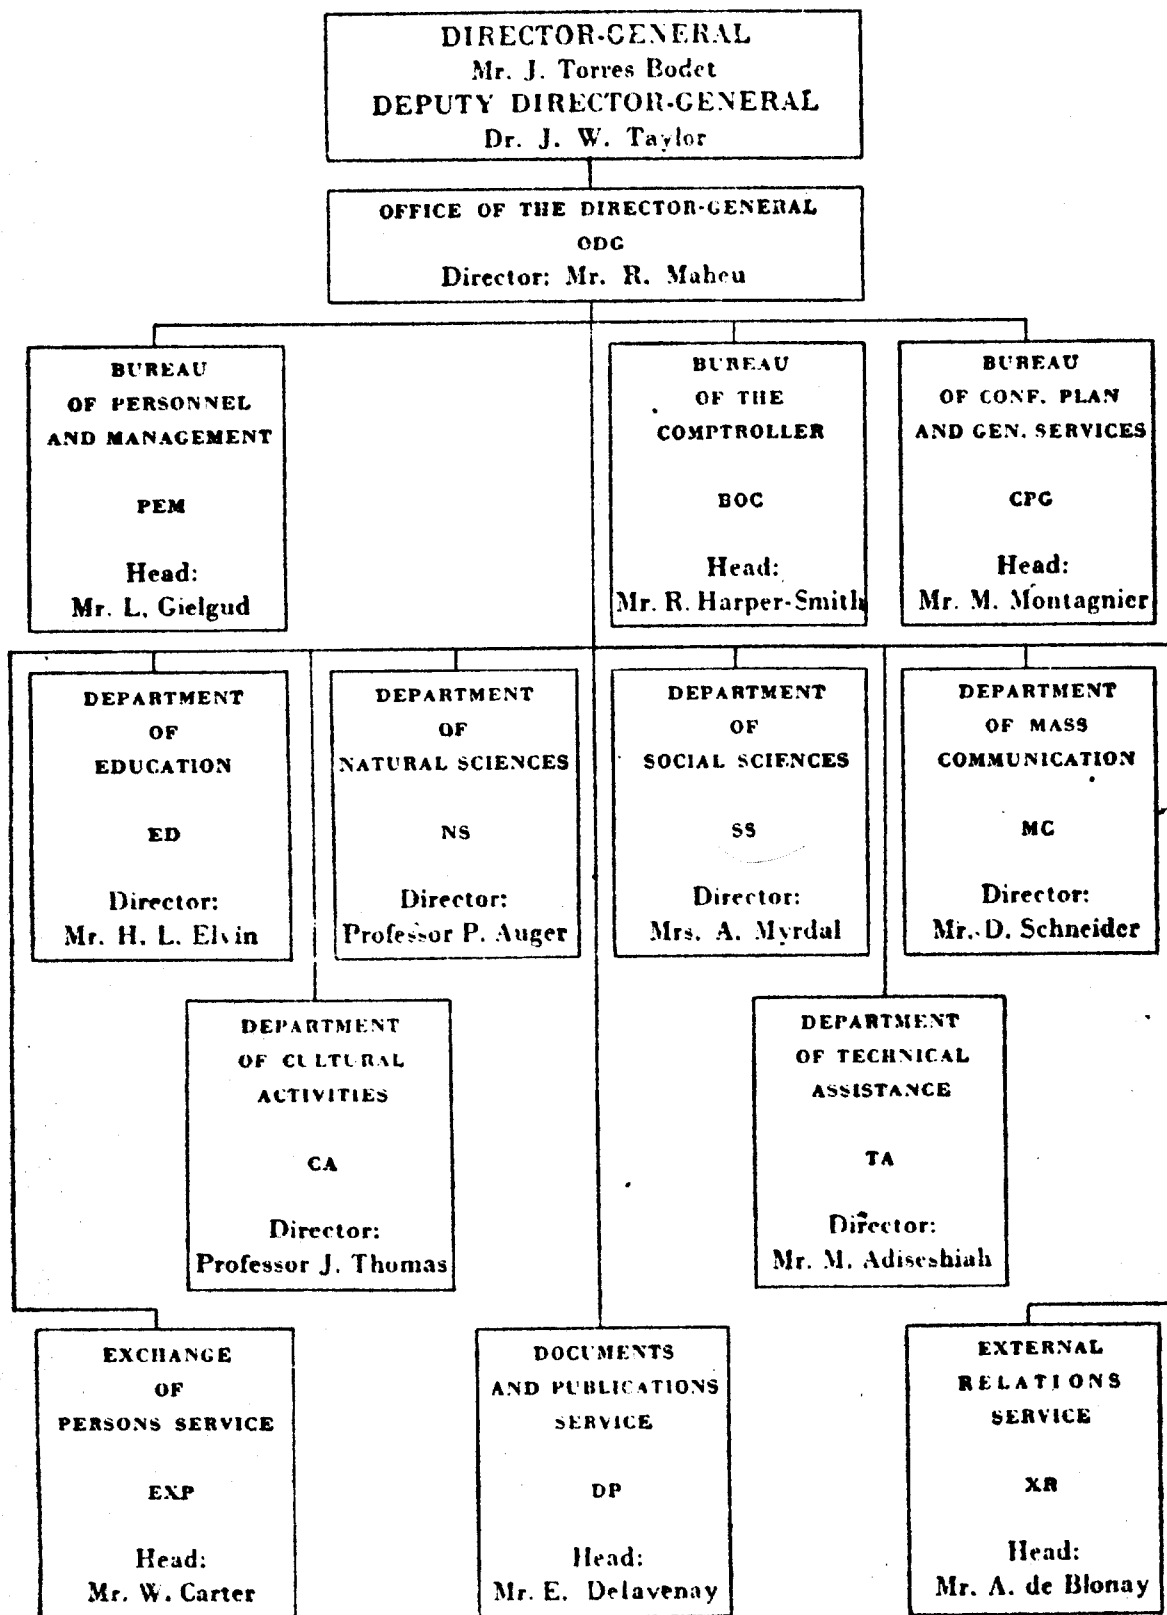 DIRECTOR-GENERAL
Mr. J. Torres Bodet
DEPUTY DIRECTOR-GENERAL
Dr. J. W. Taylor
OFFICE OF THE DIRECTOR-GENERAL
ODG
Director: Mr. R. Maheu
BUREAU
OF PERSONNEL
AND MANAGEMENT
PEM
Head:
Mr. L. Gielgud
BUREAU
OF THE
COMPTROLLER
BOC
Head:
Mr. R. Harper-Smith
BUREAU
OF CONF. PLAN
AND GEN. SERVICES
CPG
Head:
Mr. M. Montagnier
DEPARTMENT
OF
EDUCATION
ED
Director:
Mr. H. L. Elvin
DEPARTMENT
OF
NATURAL SCIENCES
NS
Director:
Professor P. Auger
DEPARTMENT
OF
SOCIAL SCIENCES
SS
Director:
Mrs. A. Myrdal
DEPARTMENT
OF MASS
COMMUNICATION
MC
Director:
Mr. D. Schneider
DEPARTMENT
OF CULTURAL
ACTIVITIES
CA
Director:
Professor J. Thomas
DEPARTMENT
OF TECHNICAL
ASSISTANCE
TA
Director:
Mr. M. Adiseshiah
EXCHANGE
OF
PERSONS SERVICE
EXP
Head:
Mr. W. Carter
DOCUMENTS
AND PUBLICATIONS
SERVICE
DP
Head:
Mr. E. Delavenay
EXTERNAL
RELATIONS
SERVICE
XR
Head:
Mr. A. de Blonay